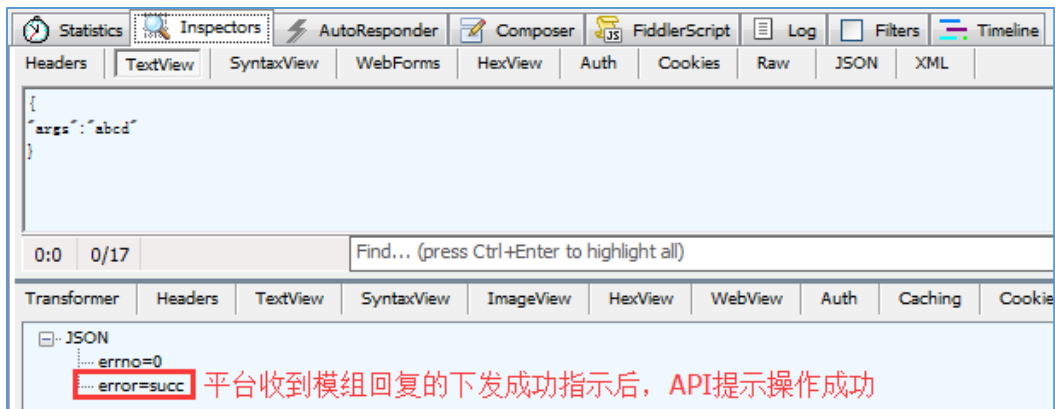 Statistics Inspectors AutoResponder Composer FiddlerScript Log Filters Timeline
Headers TextView SyntaxView WebForms HexView Auth Cookies Raw JSON XML
{
"args":"abcd"
}
0:0 0/17 Find... (press Ctrl+Enter to highlight all)
Transformer Headers TextView SyntaxView ImageView HexView WebView Auth Caching Cookie
JSON
errno=0
error=succ 平台收到模组回复的下发成功指示后，API提示操作成功